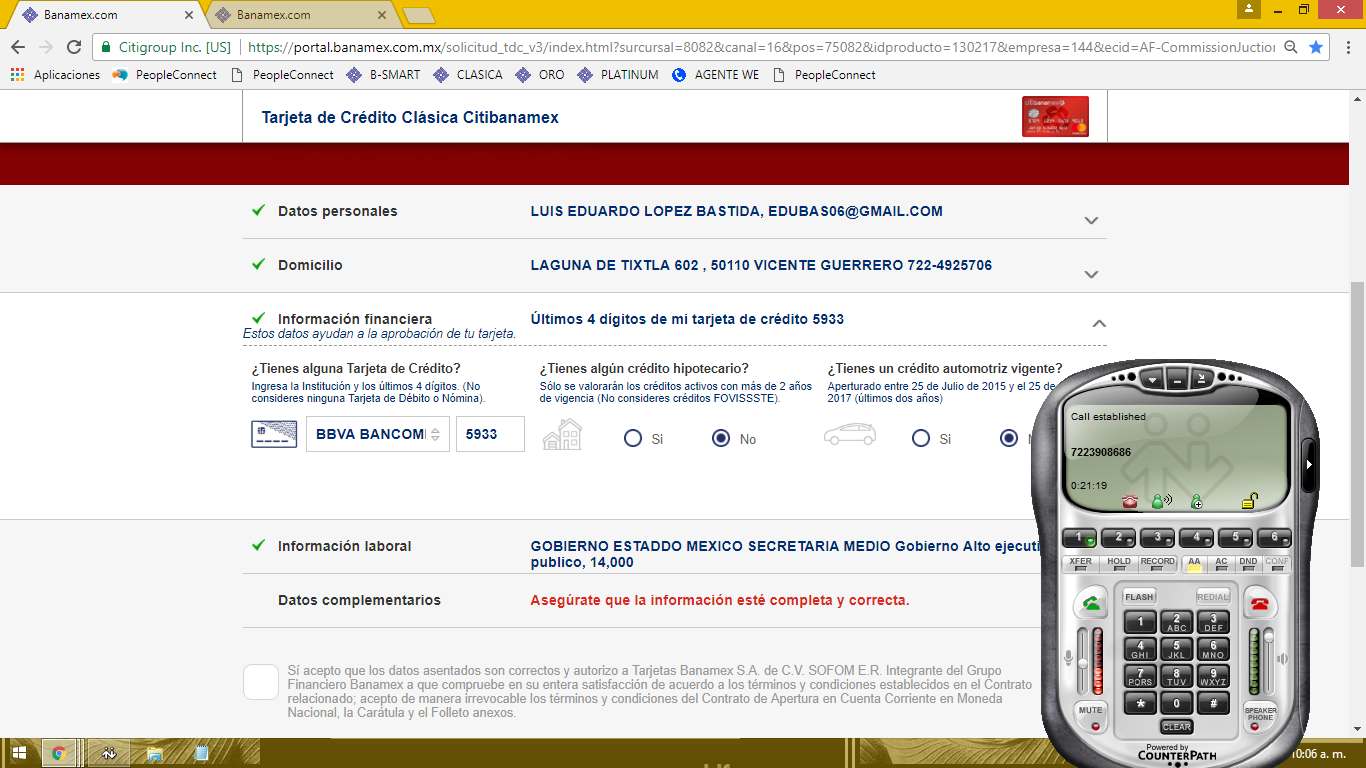 Banamex.com
Banamex.com
Citigroup Inc. [US]
https://portal.banamex.com.mx/solicitud_tdc_v3/index.html?surcursal=8082&canal=16&pos=75082&idproducto=130217&empresa=144&ecid=AF-CommissionJuctior
Aplicaciones
PeopleConnect
PeopleConnect
B-SMART
CLASICA
ORO
PLATINUM
AGENTE WE
PeopleConnect
Tarjeta de Crédito Clásica Citibanamex
Datos personales
LUIS EDUARDO LOPEZ BASTIDA, EDUBAS06@GMAIL.COM
Domicilio
LAGUNA DE TIXTLA 602 , 50110 VICENTE GUERRERO 722-4925706
Información financiera
Últimos 4 dígitos de mi tarjeta de crédito 5933
Estos datos ayudan a la aprobación de tu tarjeta.
¿Tienes alguna Tarjeta de Crédito?
Ingresa la Institución y los últimos 4 dígitos. (No
consideres ninguna Tarjeta de Débito o Nómina).
BBVA BANCOM
5933
¿Tienes algún crédito hipotecario?
Sólo se valorarán los créditos activos con más de 2 años
de vigencia (No consideres créditos FOVISSSTE).
Si
No
¿Tienes un crédito automotriz vigente?
Aperturado entre 25 de Julio de 2015 y el 25 de
2017 (últimos dos años)
Si
Información laboral
GOBIERNO ESTADDO MEXICO SECRETARIA MEDIO Gobierno Alto ejecuti
publico, 14,000
Datos complementarios
Asegúrate que la información esté completa y correcta.
Sí acepto que los datos asentados son correctos y autorizo a Tarjetas Banamex S.A. de C.V. SOFOM E.R. Integrante del Grupo
Financiero Banamex a que compruebe en su entera satisfacción de acuerdo a los términos y condiciones establecidos en el Contrato
relacionado; acepto de manera irrevocable los términos y condiciones del Contrato de Apertura en Cuenta Corriente en Moneda
Nacional, la Carátula y el Folleto anexos.
Call established
7223908686
0:21:19
1 2 3 4 5 6
XFER HOLD RECORD AA AC DND CONF
FLASH REDIAL
1 2 ABC 3 DEF
4 GHI 5 JKL 6 MNO
7 PQRS 8 TUV 9 WXYZ
* 0 #
MUTE
SPEAKER PHONE
CLEAR
Powered by
COUNTERPATH
10:06 a. m.